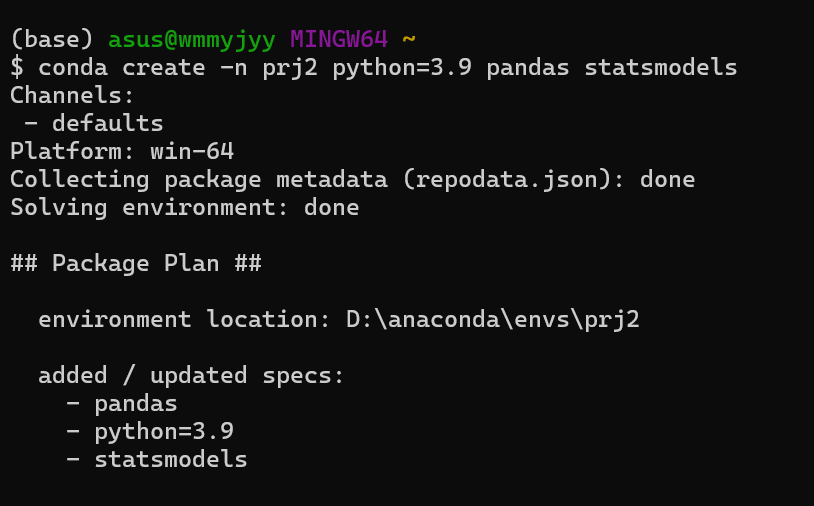 (base) asus@wmmyjyy MINGW64 ~
$ conda create -n prj2 python=3.9 pandas statsmodels
Channels:
 - defaults
Platform: win-64
Collecting package metadata (repodata.json): done
Solving environment: done

## Package Plan ##

  environment location: D:\anaconda\envs\prj2

  added / updated specs:
    - pandas
    - python=3.9
    - statsmodels